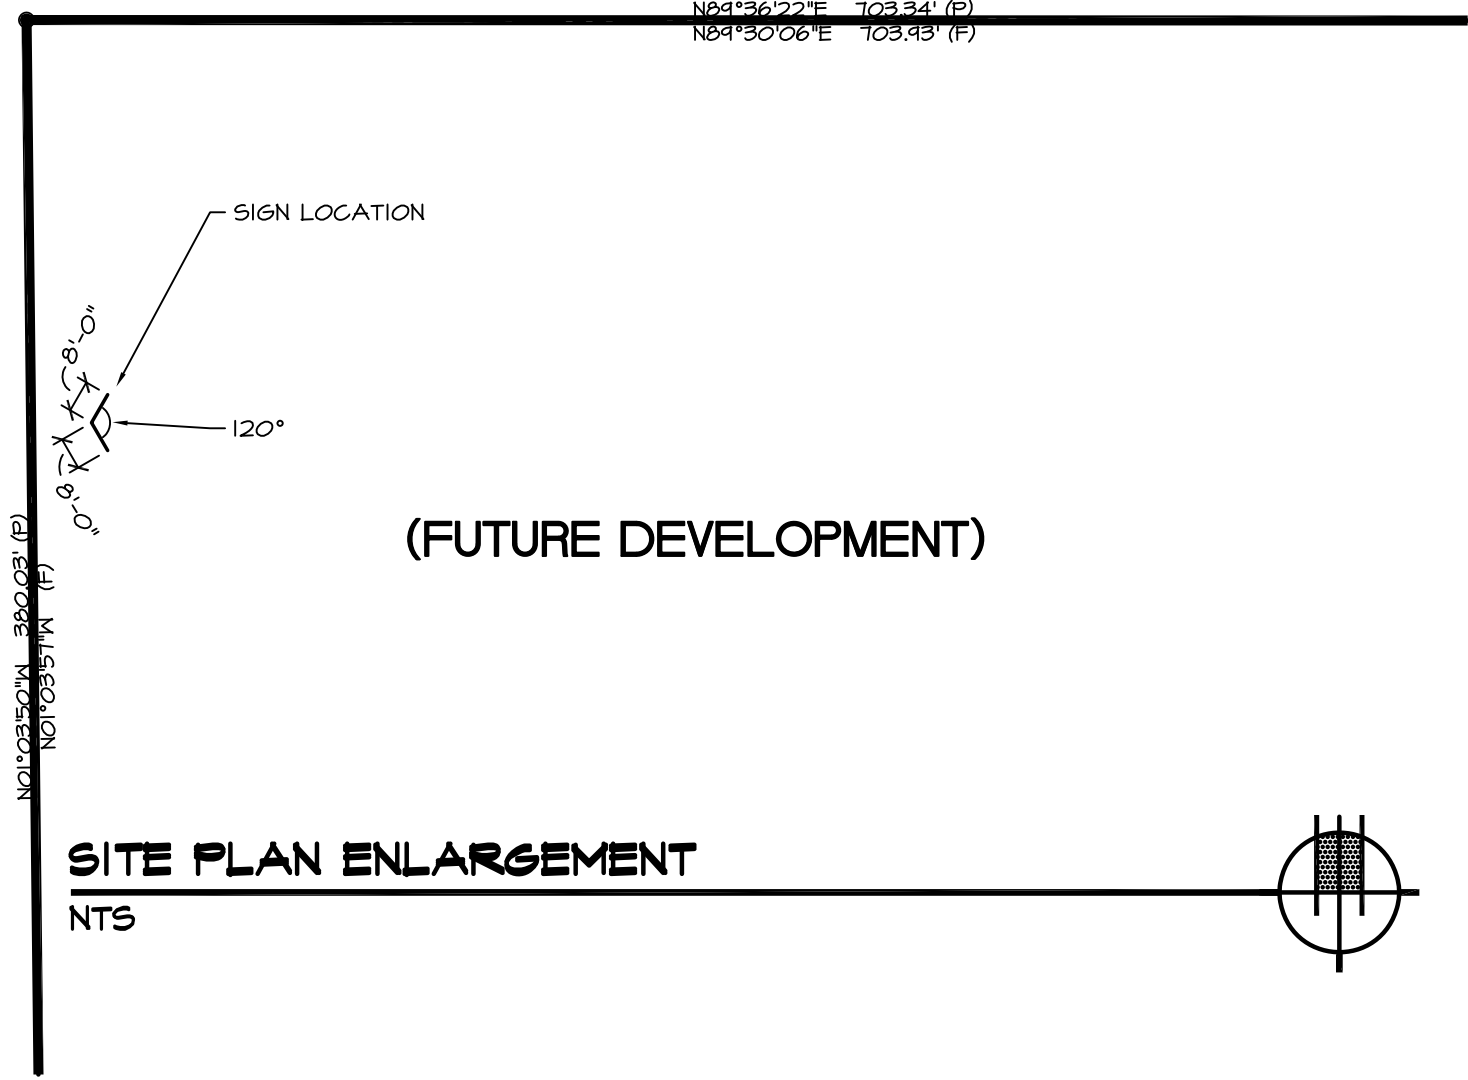 N89°36'22"E 703.34' (P)
N89°30'06"E 703.93' (F)
SIGN LOCATION
8'-0"
120°
8'-0"
(FUTURE DEVELOPMENT)
N01°03'50"W 380.03' (P)
N01°03'57"W (F)
SITE PLAN ENLARGEMENT
NTS